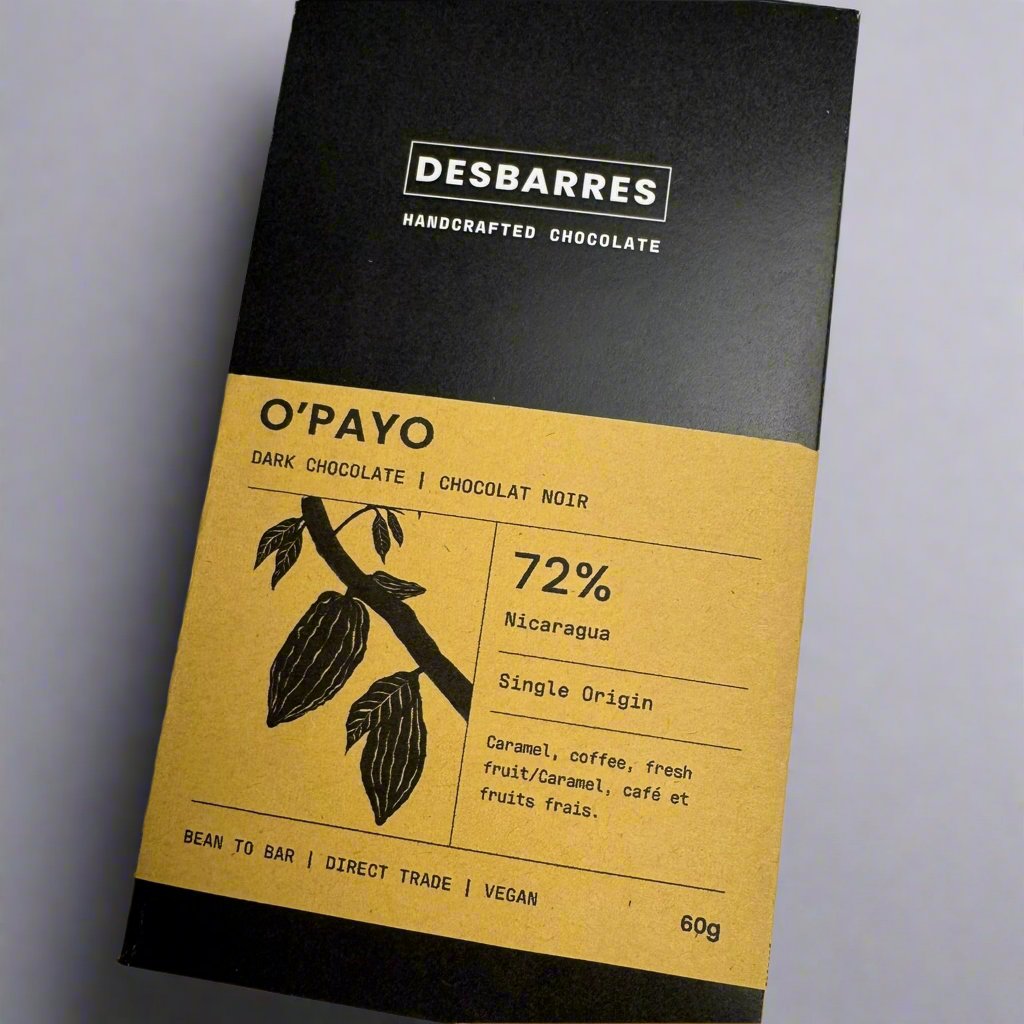 DESBARRES
HANDCRAFTED CHOCOLATE
O'PAYO
DARK CHOCOLATE | CHOCOLAT NOIR
72%
Nicaragua
Single Origin
Caramel, coffee, fresh
fruit/Caramel, café et
fruits frais.
BEAN TO BAR | DIRECT TRADE | VEGAN
60g